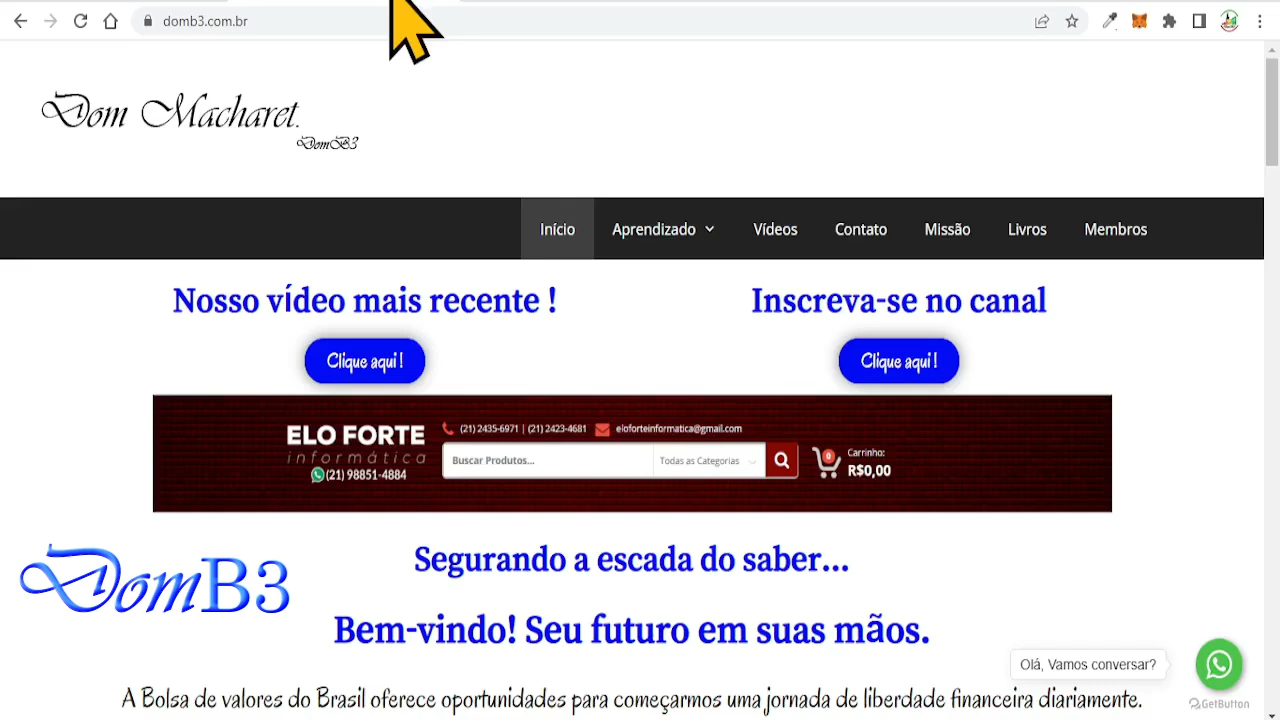 domb3.com.br
Dom Macharet.
DomB3
Início Aprendizado Vídeos Contato Missão Livros Membros
Nosso vídeo mais recente !
Inscreva-se no canal
Clique aqui !
Clique aqui !
ELO FORTE
informática
(21) 98851-4884
(21) 2435-6971 | (21) 2423-4681
eloforteinformatica@gmail.com
Buscar Produtos...
Todas as Categorias
0
Carrinho:
R$0,00
Segurando a escada do saber...
DomB3
Bem-vindo! Seu futuro em suas mãos.
Olá, Vamos conversar?
GetButton
A Bolsa de valores do Brasil oferece oportunidades para começarmos uma jornada de liberdade financeira diariamente.